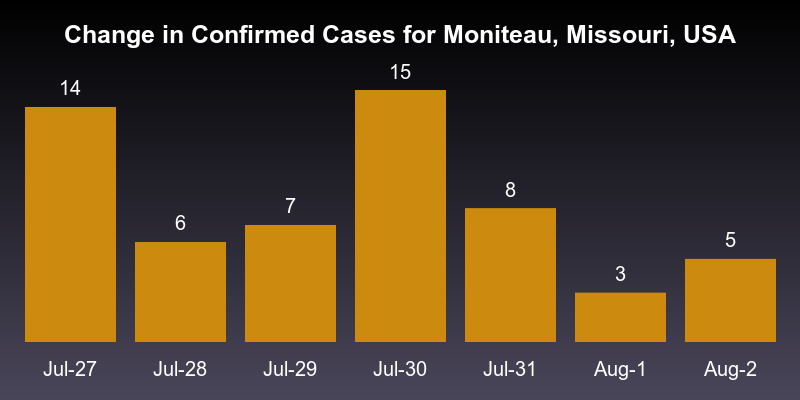 Change in Confirmed Cases for Moniteau, Missouri, USA
14
6
7
15
8
3
5
Jul-27
Jul-28
Jul-29
Jul-30
Jul-31
Aug-1
Aug-2